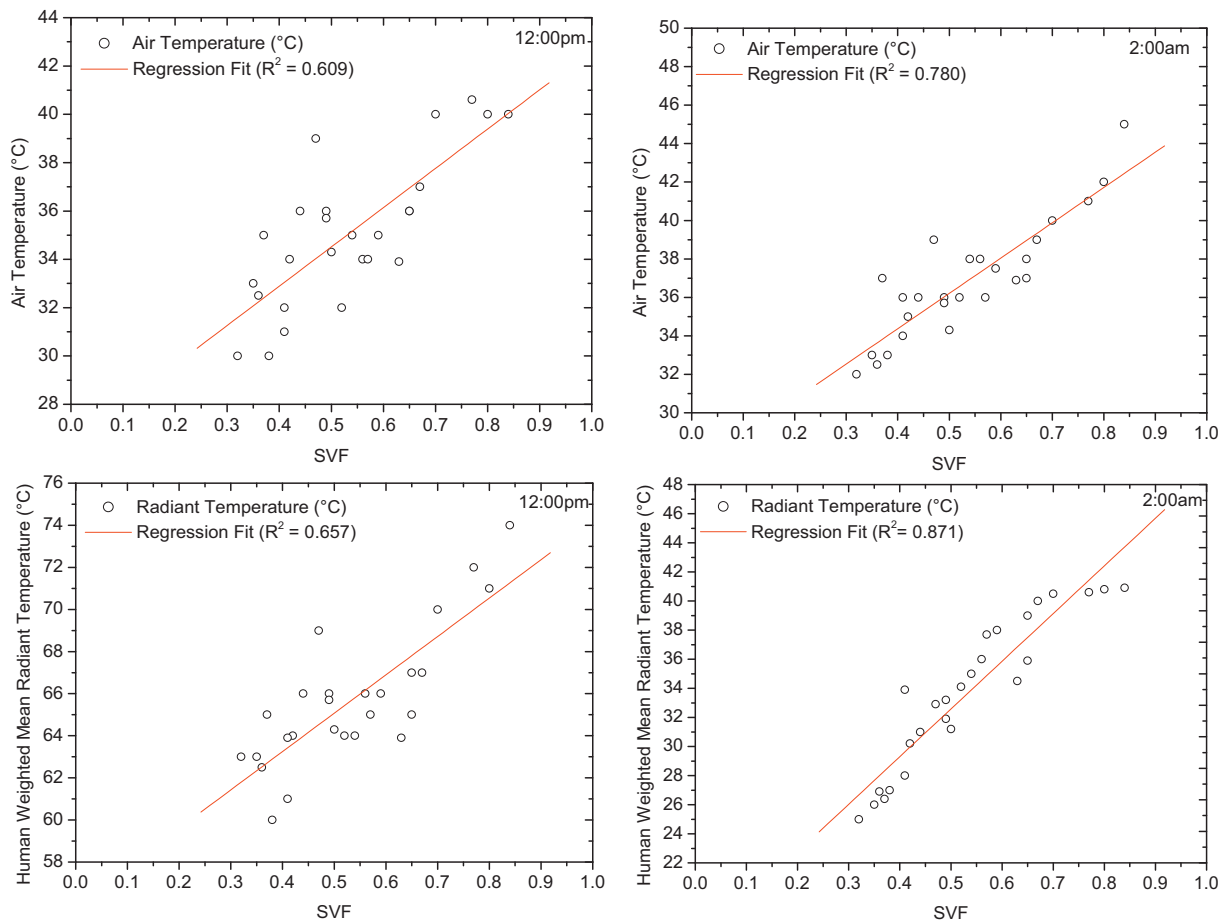 44
42
40
38
36
34
32
30
28
Air Temperature (°C)
Air Temperature (°C)
Regression Fit (R² = 0.609)
12:00pm
0.0 0.1 0.2 0.3 0.4 0.5 0.6 0.7 0.8 0.9 1.0
SVF
50
48
46
44
42
40
38
36
34
32
30
Air Temperature (°C)
Air Temperature (°C)
Regression Fit (R² = 0.780)
2:00am
0.0 0.1 0.2 0.3 0.4 0.5 0.6 0.7 0.8 0.9 1.0
SVF
76
74
72
70
68
66
64
62
60
58
Human Weighted Mean Radiant Temperature (°C)
Radiant Temperature (°C)
Regression Fit (R² = 0.657)
12:00pm
0.0 0.1 0.2 0.3 0.4 0.5 0.6 0.7 0.8 0.9 1.0
SVF
48
46
44
42
40
38
36
34
32
30
28
26
24
22
Human Weighted Mean Radiant Temperature (°C)
Radiant Temperature (°C)
Regression Fit (R²= 0.871)
2:00am
0.0 0.1 0.2 0.3 0.4 0.5 0.6 0.7 0.8 0.9 1.0
SVF